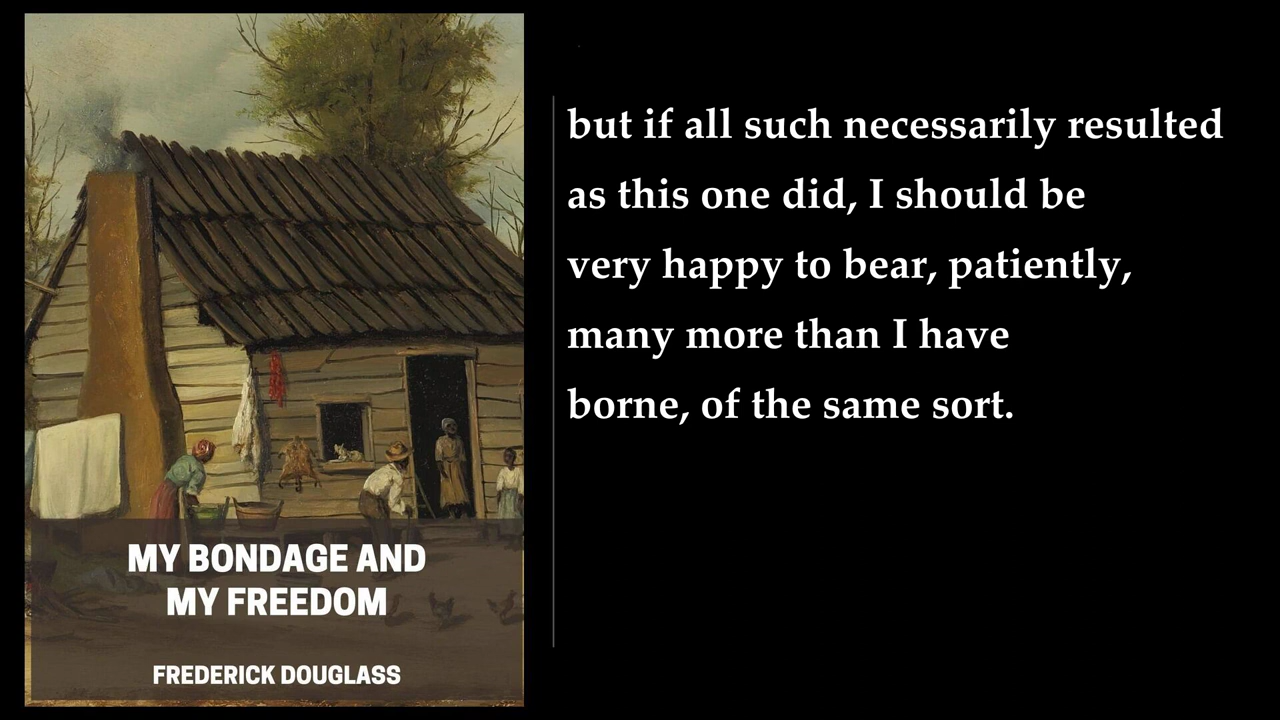 MY BONDAGE AND
MY FREEDOM
FREDERICK DOUGLASS
but if all such necessarily resulted
as this one did, I should be
very happy to bear, patiently,
many more than I have
borne, of the same sort.